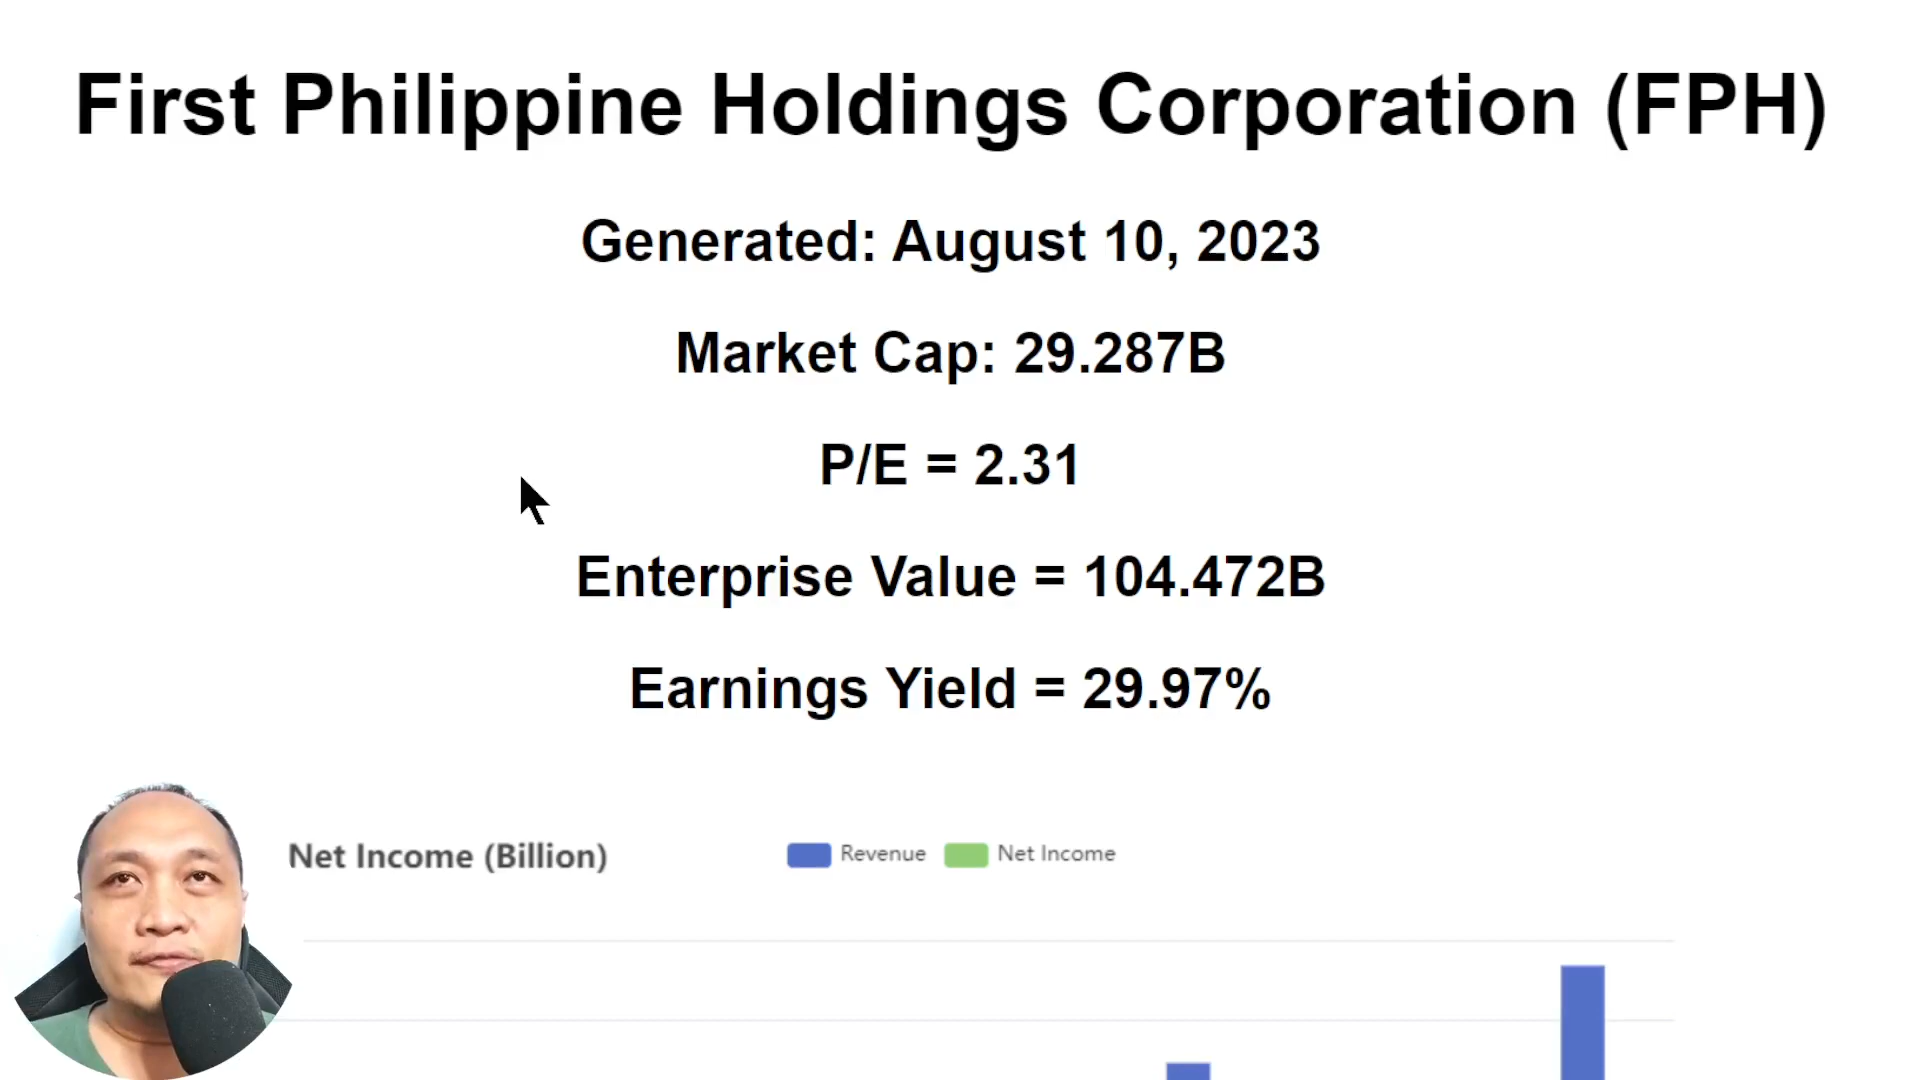 First Philippine Holdings Corporation (FPH)
Generated: August 10, 2023
Market Cap: 29.287B
P/E = 2.31
Enterprise Value = 104.472B
Earnings Yield = 29.97%
Net Income (Billion)
Revenue Net Income